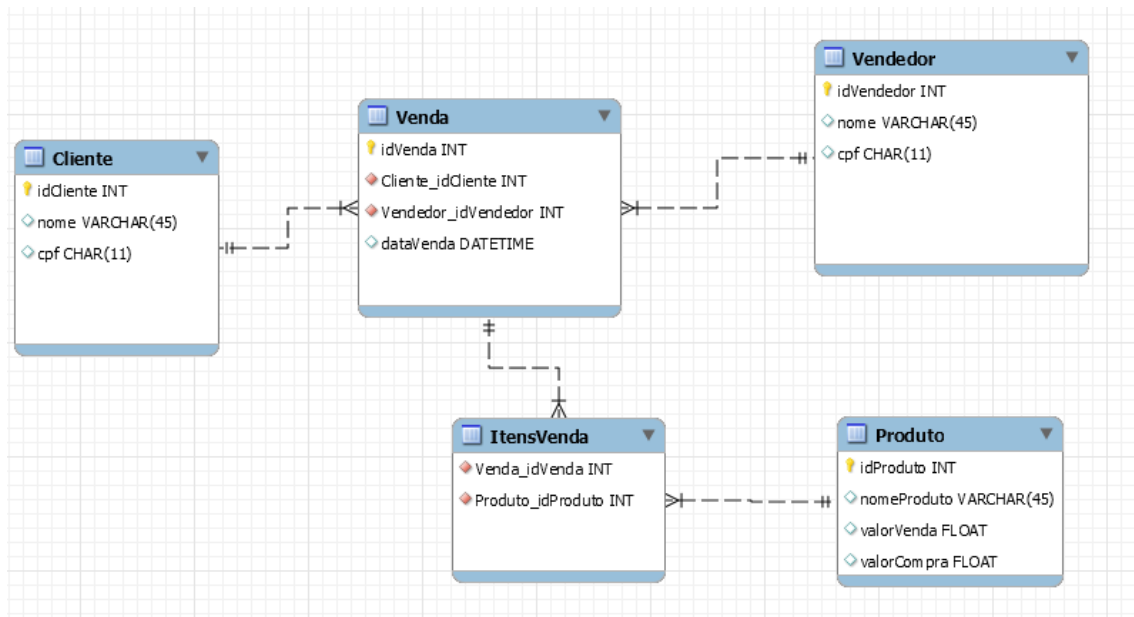 Cliente
idCliente INT
nome VARCHAR(45)
cpf CHAR(11)
Venda
idVenda INT
Cliente_idCliente INT
Vendedor_idVendedor INT
dataVenda DATETIME
Vendedor
idVendedor INT
nome VARCHAR(45)
cpf CHAR(11)
ItensVenda
Venda_idVenda INT
Produto_idProduto INT
Produto
idProduto INT
nomeProduto VARCHAR(45)
valorVenda FLOAT
valorCompra FLOAT